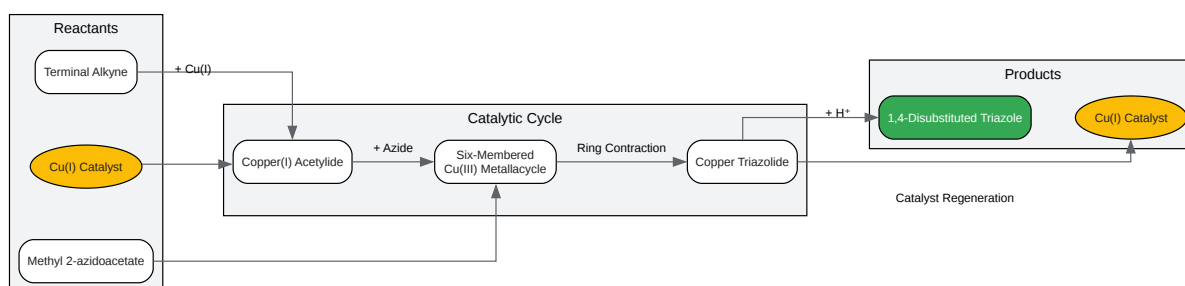 Reactants
Terminal Alkyne
+ Cu(I)
Cu(I) Catalyst
Methyl 2-azidoacetate
Catalytic Cycle
Copper(I) Acetylide
+ Azide
Six-Membered
Cu(III) Metallacycle
Ring Contraction
Copper Triazolide
+ H⁺
Products
1,4-Disubstituted Triazole
Cu(I) Catalyst
Catalyst Regeneration